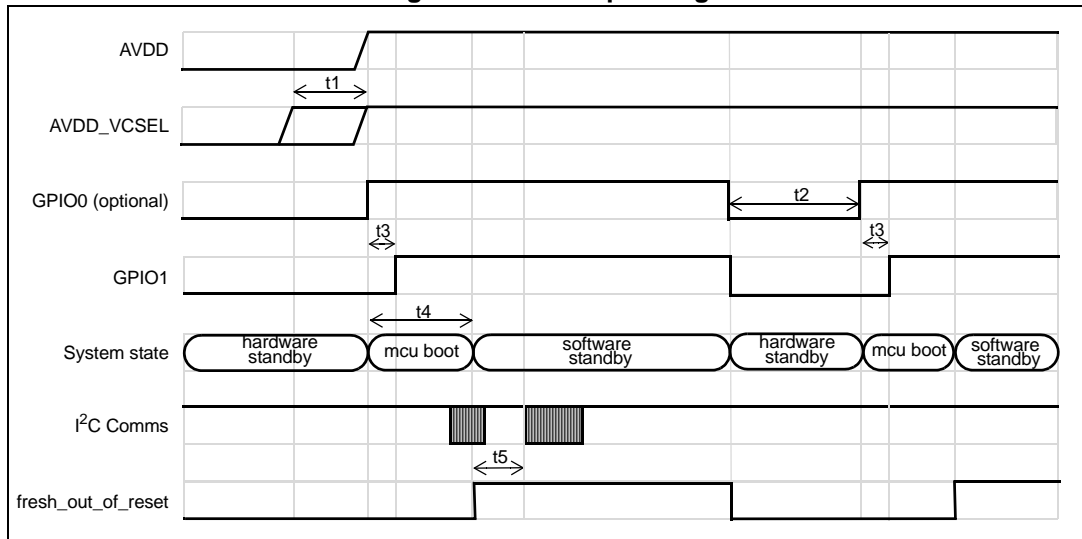 AVDD
t1
AVDD_VCSEL
GPIO0 (optional)
t2
t3
t3
GPIO1
t4
System state
hardware
standby
mcu boot
software
standby
hardware
standby
mcu boot
software
standby
I²C Comms
t5
fresh_out_of_reset